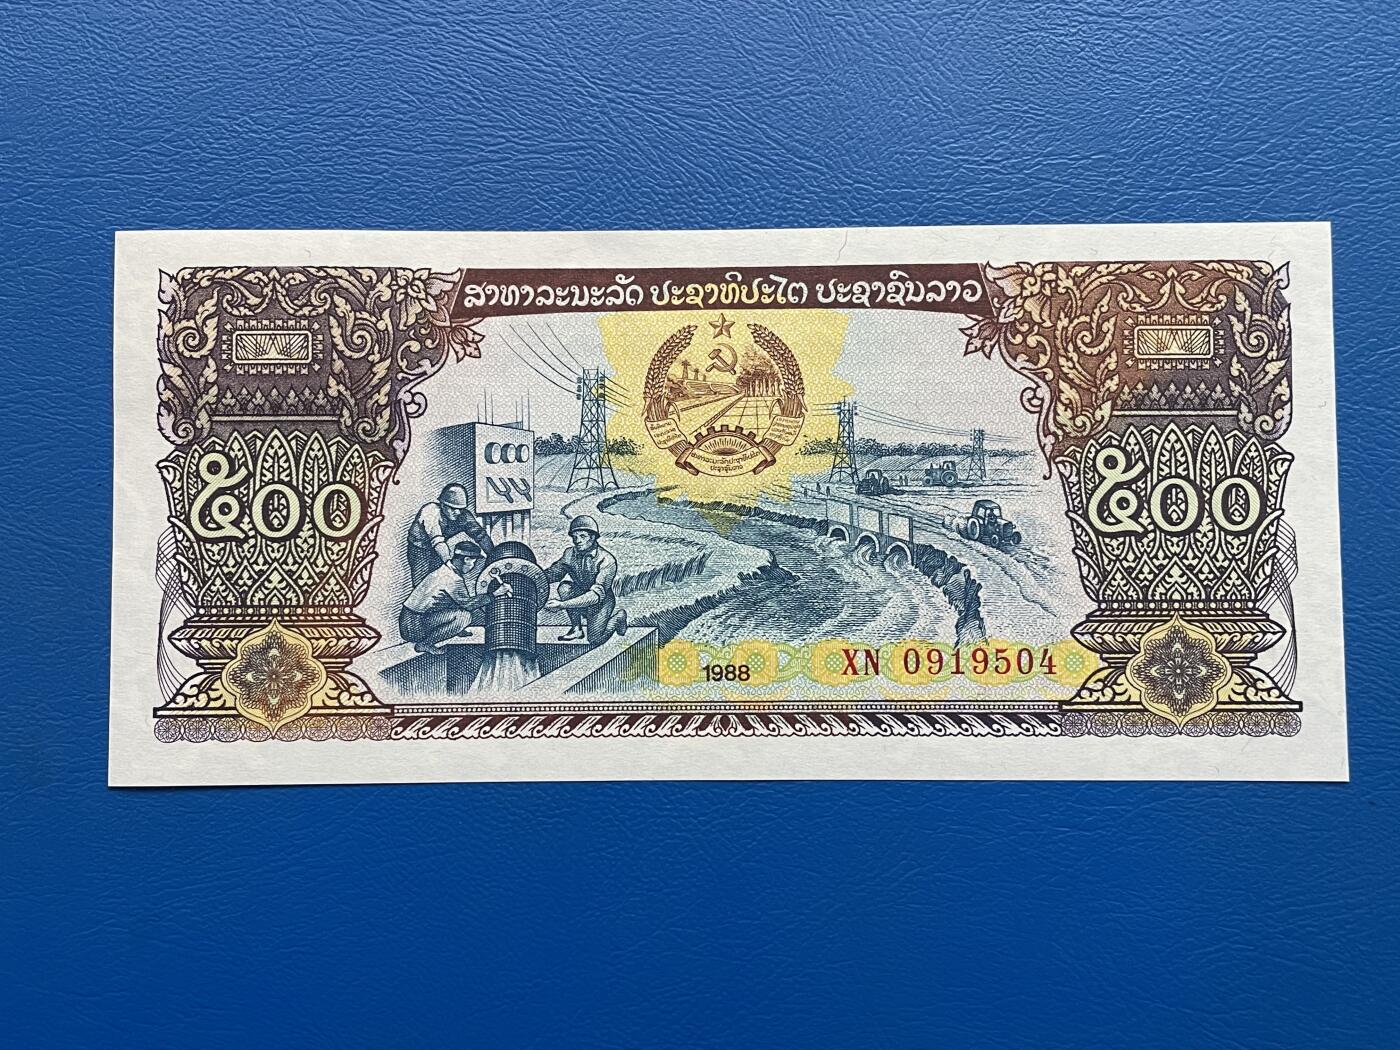 ສາທາລະນະລັດ ປະຊາທິປະໄຕ ປະຊາຊົນລາວ
໕໐໐ ໕໐໐
1988 XN 0919504